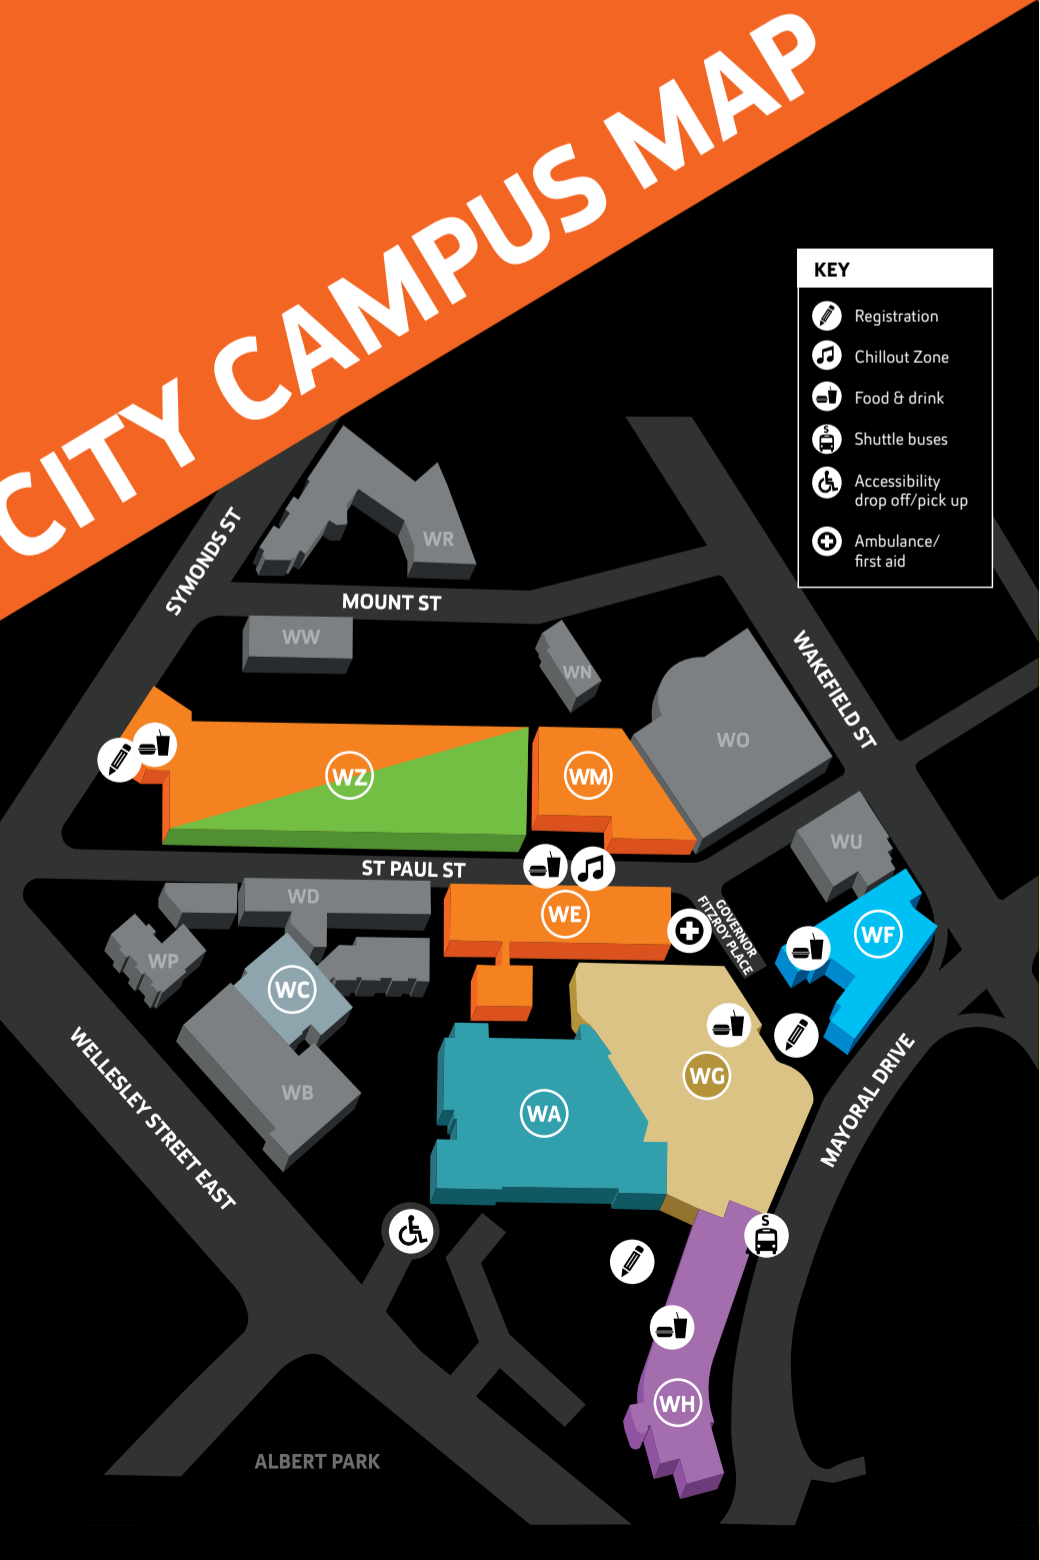 CITY CAMPUS MAP
KEY
Registration
Chillout Zone
Food & drink
S
Shuttle buses
Accessibility
drop off/pick up
Ambulance/
first aid
SYMONDS ST
WR
MOUNT ST
WW
WN
WAKEFIELD ST
WO
WZ
WM
WU
ST PAUL ST
WD
WE
GOVERNOR
FITZROY PLACE
WF
WP
WC
WG
WB
WA
WELLESLEY STREET EAST
MAYORAL DRIVE
S
WH
ALBERT PARK